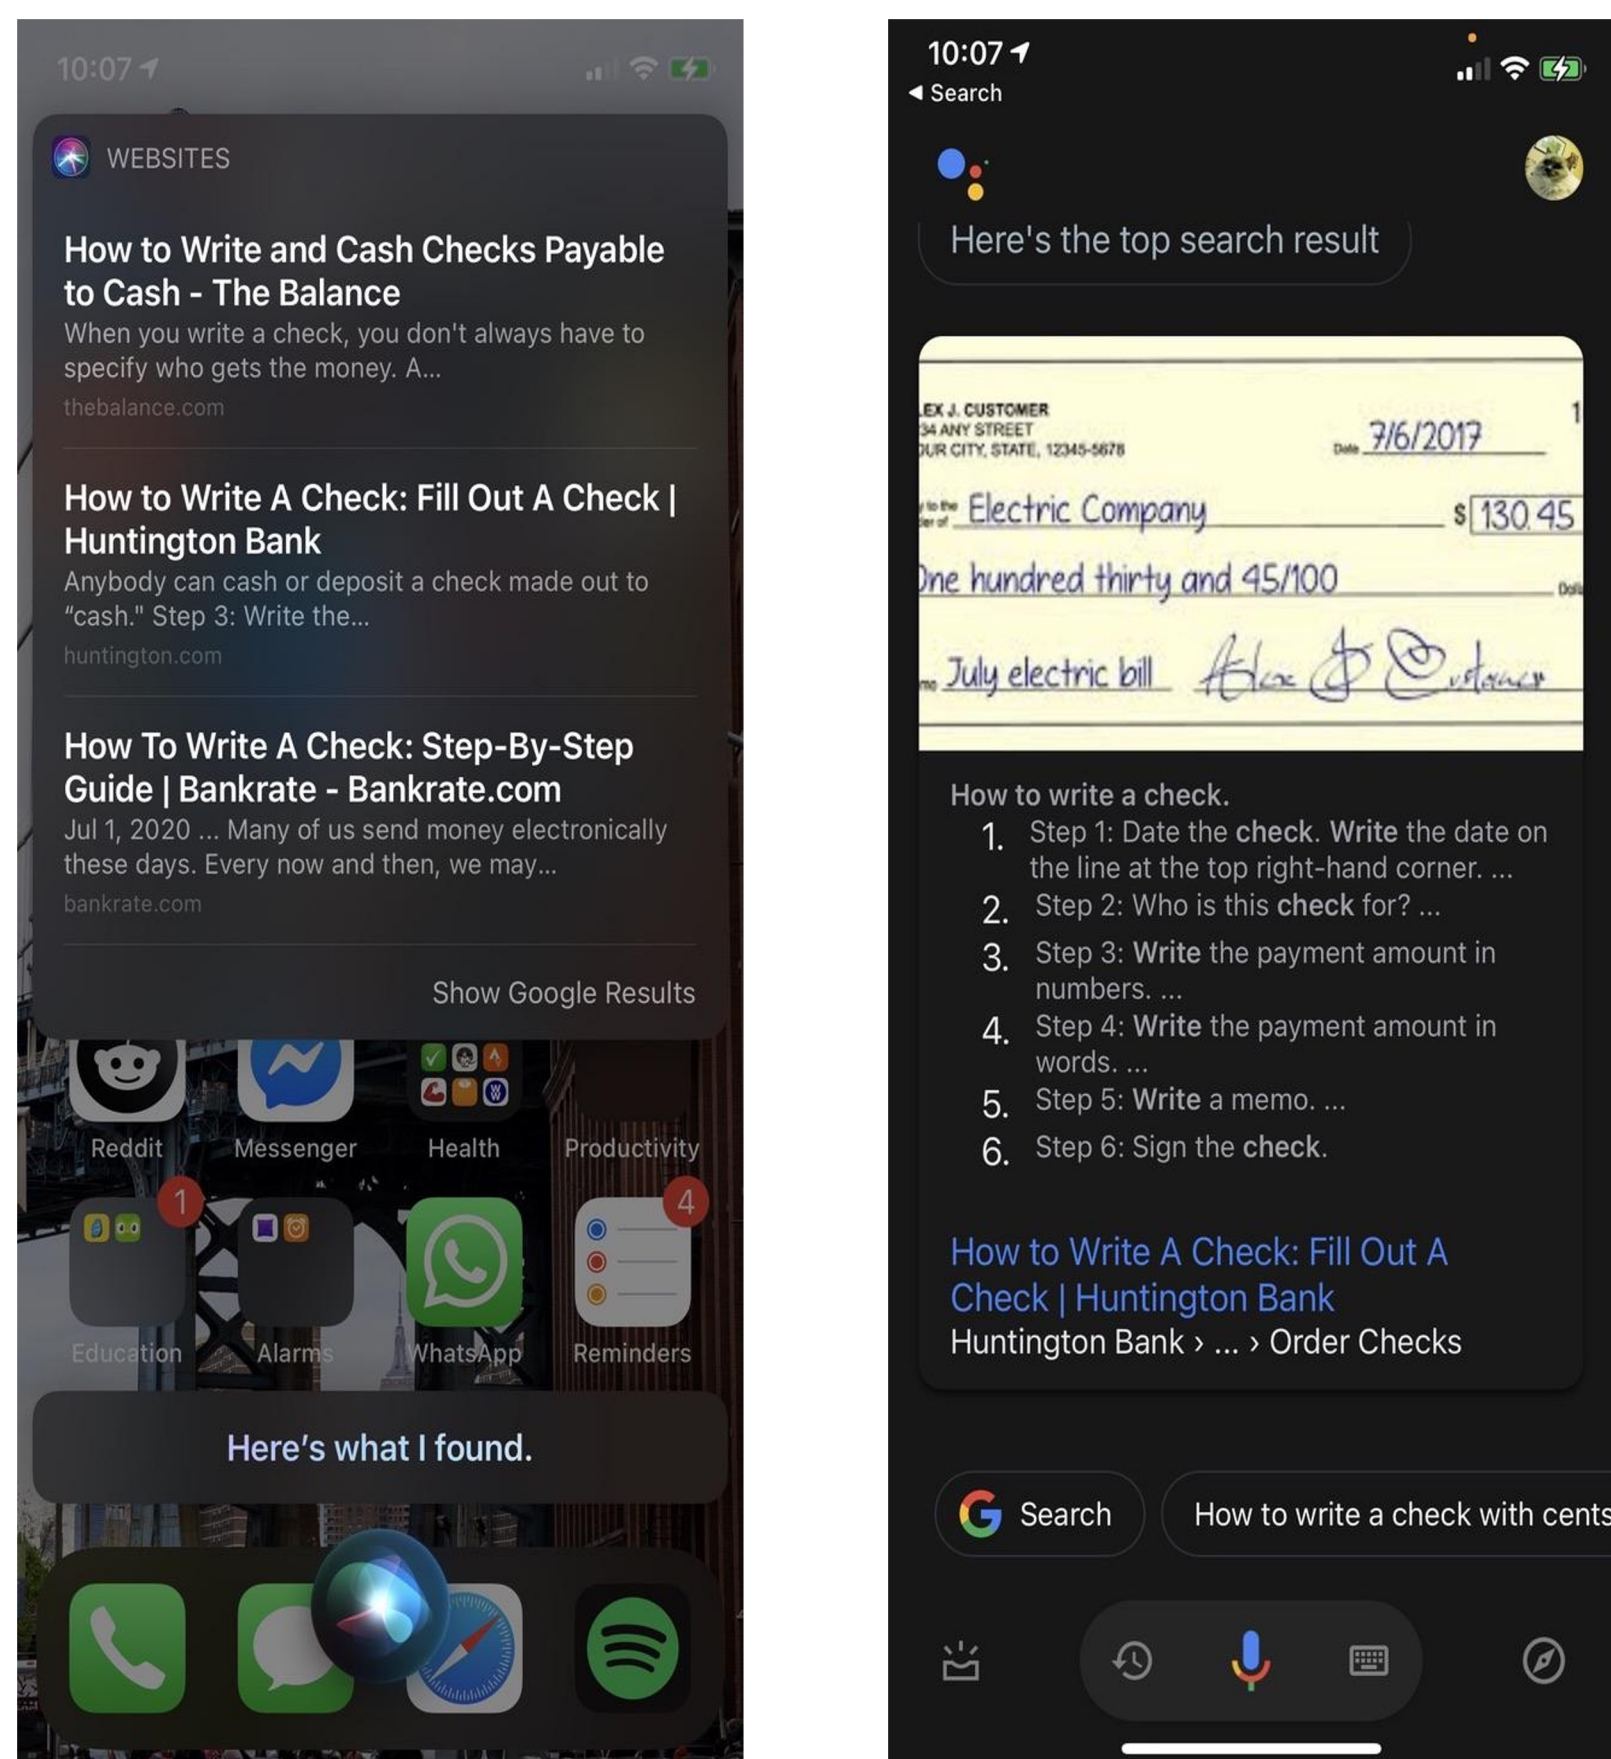 10:07
WEBSITES
How to Write and Cash Checks Payable
to Cash - The Balance
When you write a check, you don't always have to
specify who gets the money. A...
thebalance.com
How to Write A Check: Fill Out A Check |
Huntington Bank
Anybody can cash or deposit a check made out to
“cash." Step 3: Write the...
huntington.com
How To Write A Check: Step-By-Step
Guide | Bankrate - Bankrate.com
Jul 1, 2020 ... Many of us send money electronically
these days. Every now and then, we may...
bankrate.com
Show Google Results
Reddit Messenger Health Productivity
1 4
Education Alarms WhatsApp Reminders
Here's what I found.
10:07
Search
Here's the top search result
EX J. CUSTOMER
34 ANY STREET
OUR CITY, STATE, 12345-5678
1
Date 7/6/2017
to the
der of Electric Company $ 130.45
One hundred thirty and 45/100 Dolla
July electric bill Alex J Customer
How to write a check.
1. Step 1: Date the check. Write the date on
the line at the top right-hand corner. ...
2. Step 2: Who is this check for? ...
3. Step 3: Write the payment amount in
numbers. ...
4. Step 4: Write the payment amount in
words. ...
5. Step 5: Write a memo. ...
6. Step 6: Sign the check.
How to Write A Check: Fill Out A
Check | Huntington Bank
Huntington Bank › ... › Order Checks
Search
How to write a check with cents